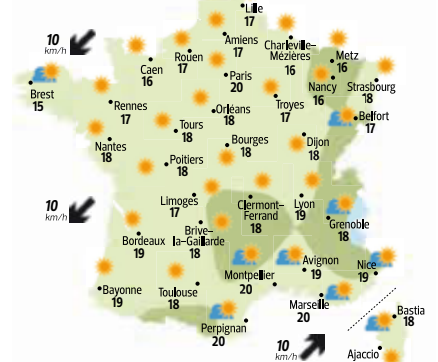 Lille
17
10
km/h
Amiens
17
Charleville-
Mézières
16
Rouen
17
Metz
16
Caen
16
Paris
20
Nancy
16
Strasbourg
18
Brest
15
Rennes
17
Orléans
18
Troyes
17
Belfort
17
Tours
18
Nantes
18
Bourges
18
Dijon
18
Poitiers
18
Limoges
17
Clermont-
Ferrand
18
Lyon
19
10
km/h
Grenoble
18
Bordeaux
19
Brive-
la-Gaillarde
18
Avignon
19
Nice
19
Montpellier
20
Bayonne
19
Toulouse
18
Marseille
20
Perpignan
20
Bastia
18
10
km/h
Ajaccio